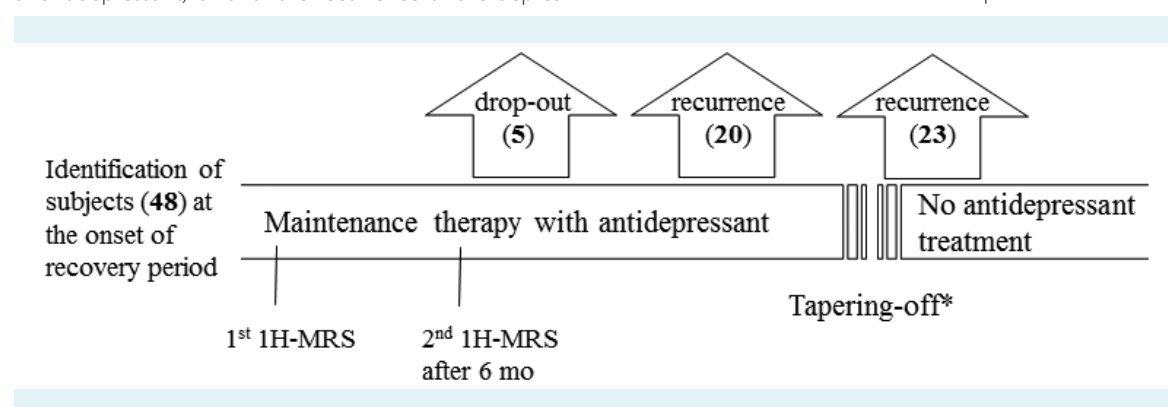 drop-out
(5)
recurrence
(20)
recurrence
(23)
Identification of
subjects (48) at
the onset of
recovery period
Maintenance therapy with antidepressant
No antidepressant
treatment
Tapering-off*
1st 1H-MRS
2nd 1H-MRS
after 6 mo